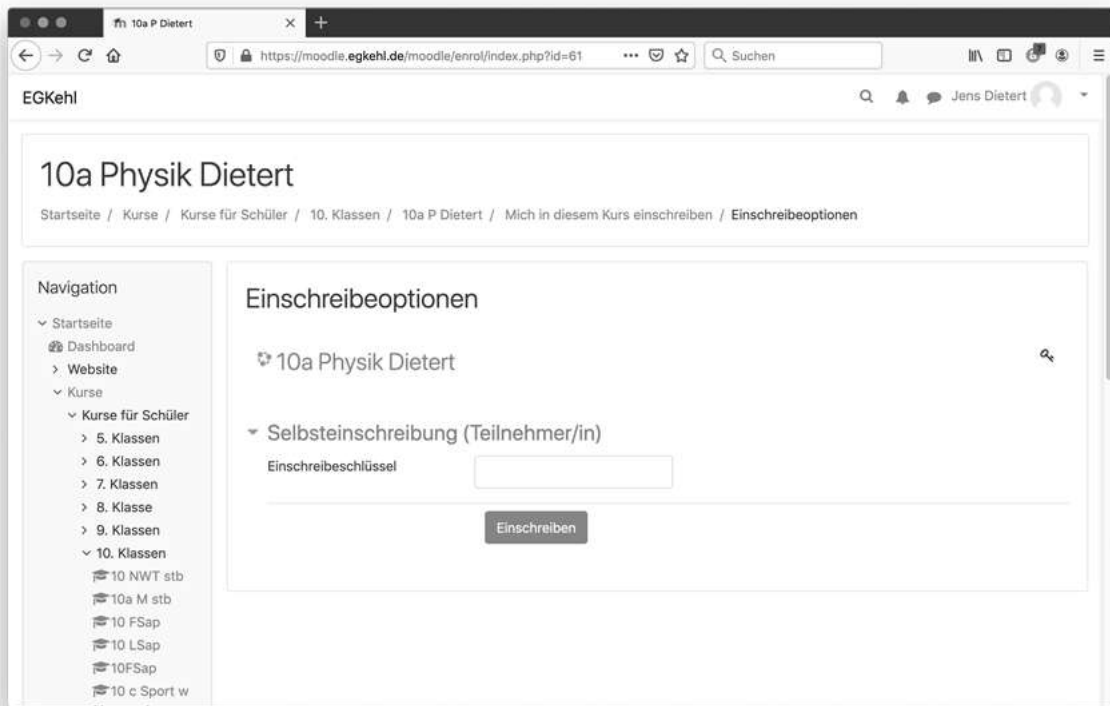 10a P Dietert
https://moodle.egkehl.de/moodle/enrol/index.php?id=61
Suchen
EGKehl
Jens Dietert
10a Physik Dietert
Startseite / Kurse / Kurse für Schüler / 10. Klassen / 10a P Dietert / Mich in diesem Kurs einschreiben / Einschreibeoptionen
Navigation
Startseite
Dashboard
Website
Kurse
Kurse für Schüler
5. Klassen
6. Klassen
7. Klassen
8. Klasse
9. Klassen
10. Klassen
10 NWT stb
10a M stb
10 FSap
10 LSap
10FSap
10 c Sport w
Einschreibeoptionen
10a Physik Dietert
Selbsteinschreibung (Teilnehmer/in)
Einschreibeschlüssel
Einschreiben